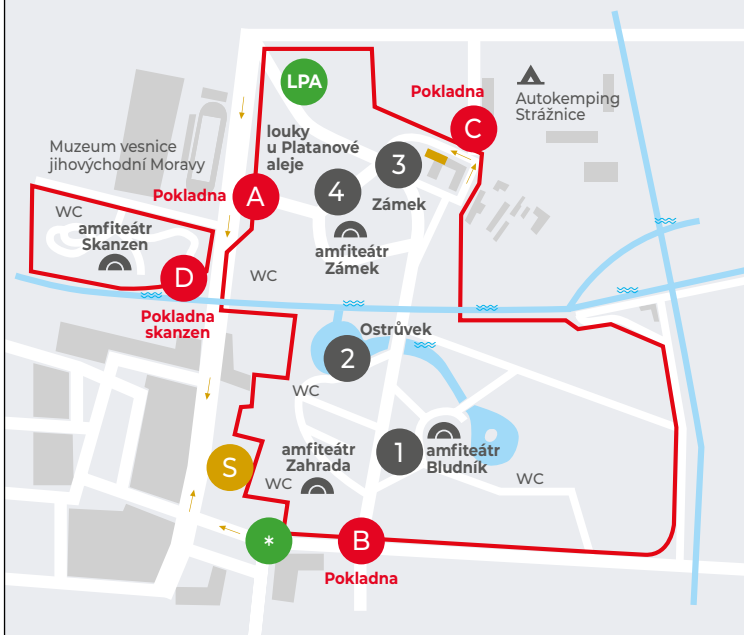 LPA
Pokladna
C
Autokemping
Strážnice
louky
u Platanové
aleje
Muzeum vesnice
jihovýchodní Moravy
3
Pokladna
A
4
Zámek
WC
amfiteátr
Skanzen
amfiteátr
Zámek
D
WC
Pokladna
skanzen
Ostrůvek
2
WC
1
amfiteátr
Bludník
amfiteátr
Zahrada
S
WC
WC
*
B
Pokladna